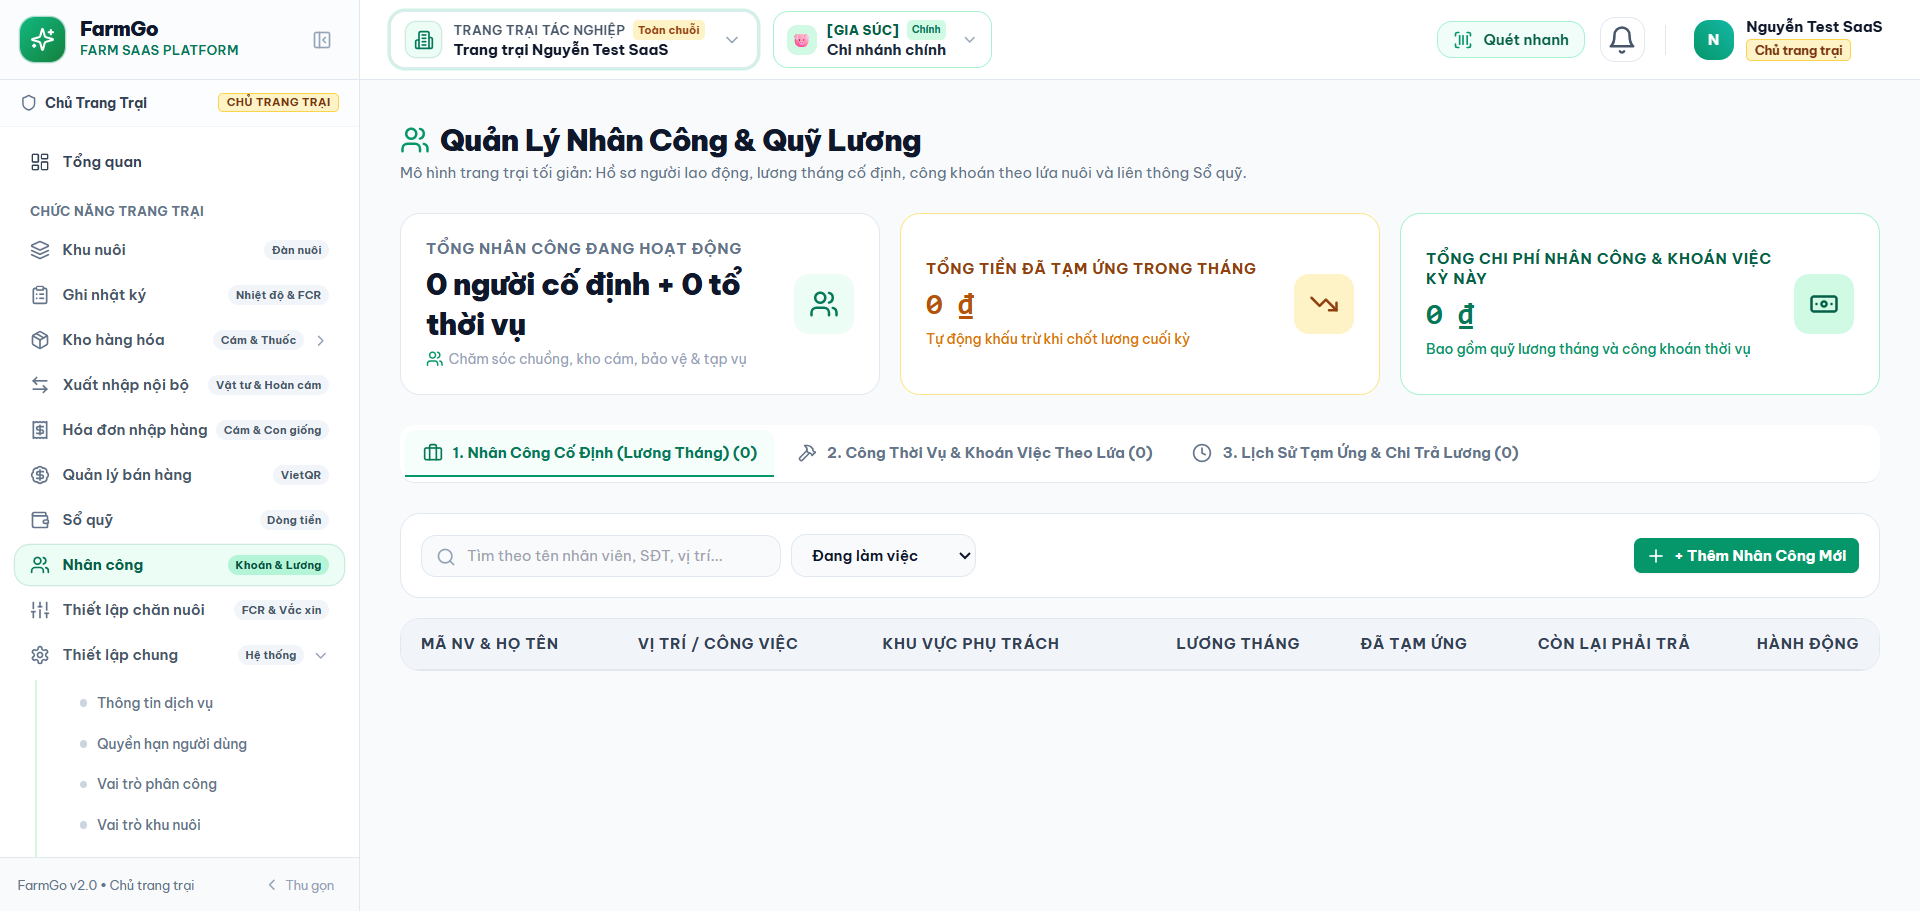 FarmGo
FARM SAAS PLATFORM
Chủ Trang Trại
CHỦ TRANG TRẠI
Tổng quan
CHỨC NĂNG TRANG TRẠI
Khu nuôi
Đàn nuôi
Ghi nhật ký
Nhiệt độ & FCR
Kho hàng hóa
Cám & Thuốc
Xuất nhập nội bộ
Vật tư & Hoàn cám
Hóa đơn nhập hàng
Cám & Con giống
Quản lý bán hàng
VietQR
Sổ quỹ
Dòng tiền
Nhân công
Khoán & Lương
Thiết lập chăn nuôi
FCR & Vắc xin
Thiết lập chung
Hệ thống
Thông tin dịch vụ
Quyền hạn người dùng
Vai trò phân công
Vai trò khu nuôi
FarmGo v2.0 • Chủ trang trại
Thu gọn
TRANG TRẠI TÁC NGHIỆP
Toàn chuỗi
Trang trại Nguyễn Test SaaS
[GIA SÚC]
Chính
Chi nhánh chính
Quét nhanh
N
Nguyễn Test SaaS
Chủ trang trại
Quản Lý Nhân Công & Quỹ Lương
Mô hình trang trại tối giản: Hồ sơ người lao động, lương tháng cố định, công khoán theo lứa nuôi và liên thông Sổ quỹ.
TỔNG NHÂN CÔNG ĐANG HOẠT ĐỘNG
0 người cố định + 0 tổ
thời vụ
Chăm sóc chuồng, kho cám, bảo vệ & tạp vụ
TỔNG TIỀN ĐÃ TẠM ỨNG TRONG THÁNG
0 ₫
Tự động khấu trừ khi chốt lương cuối kỳ
TỔNG CHI PHÍ NHÂN CÔNG & KHOÁN VIỆC
KỲ NÀY
0 ₫
Bao gồm quỹ lương tháng và công khoán thời vụ
1. Nhân Công Cố Định (Lương Tháng) (0)
2. Công Thời Vụ & Khoán Việc Theo Lứa (0)
3. Lịch Sử Tạm Ứng & Chi Trả Lương (0)
Tìm theo tên nhân viên, SĐT, vị trí...
Đang làm việc
+ Thêm Nhân Công Mới
MÃ NV & HỌ TÊN
VỊ TRÍ / CÔNG VIỆC
KHU VỰC PHỤ TRÁCH
LƯƠNG THÁNG
ĐÃ TẠM ỨNG
CÒN LẠI PHẢI TRẢ
HÀNH ĐỘNG